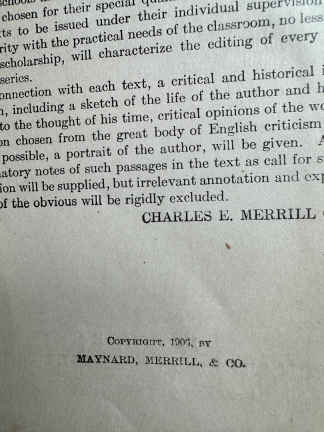 chosen for their special
ts to be issued under their individual supervision
rity with the practical needs of the classroom, no less
scholarship, will characterize the editing of every
series.
onnection with each text, a critical and historical i
n, including a sketch of the life of the author and h
to the thought of his time, critical opinions of the wo
on chosen from the great body of English criticism
possible, a portrait of the author, will be given. A
atory notes of such passages in the text as call for s
ion will be supplied, but irrelevant annotation and exp
of the obvious will be rigidly excluded.
CHARLES E. MERRILL
COPYRIGHT, BY
MAYNARD, MERRILL, & CO.